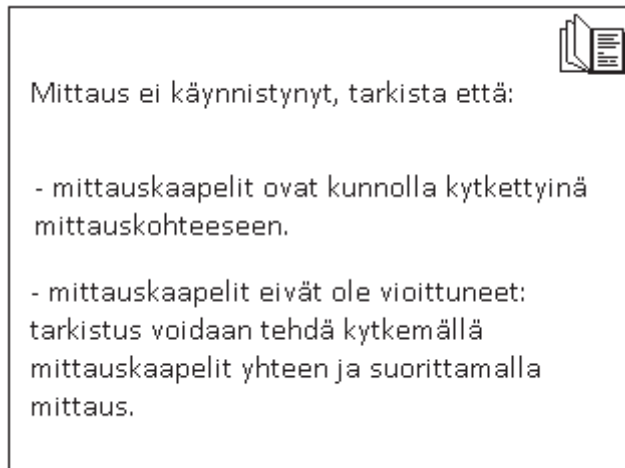 Mittaus ei käynnistynyt, tarkista että:
- mittauskaapelit ovat kunnolla kytkettyinä
mittauskohteeseen.
- mittauskaapelit eivät ole vioittuneet:
tarkistus voidaan tehdä kytkemällä
mittauskaapelit yhteen ja suorittamalla
mittaus.